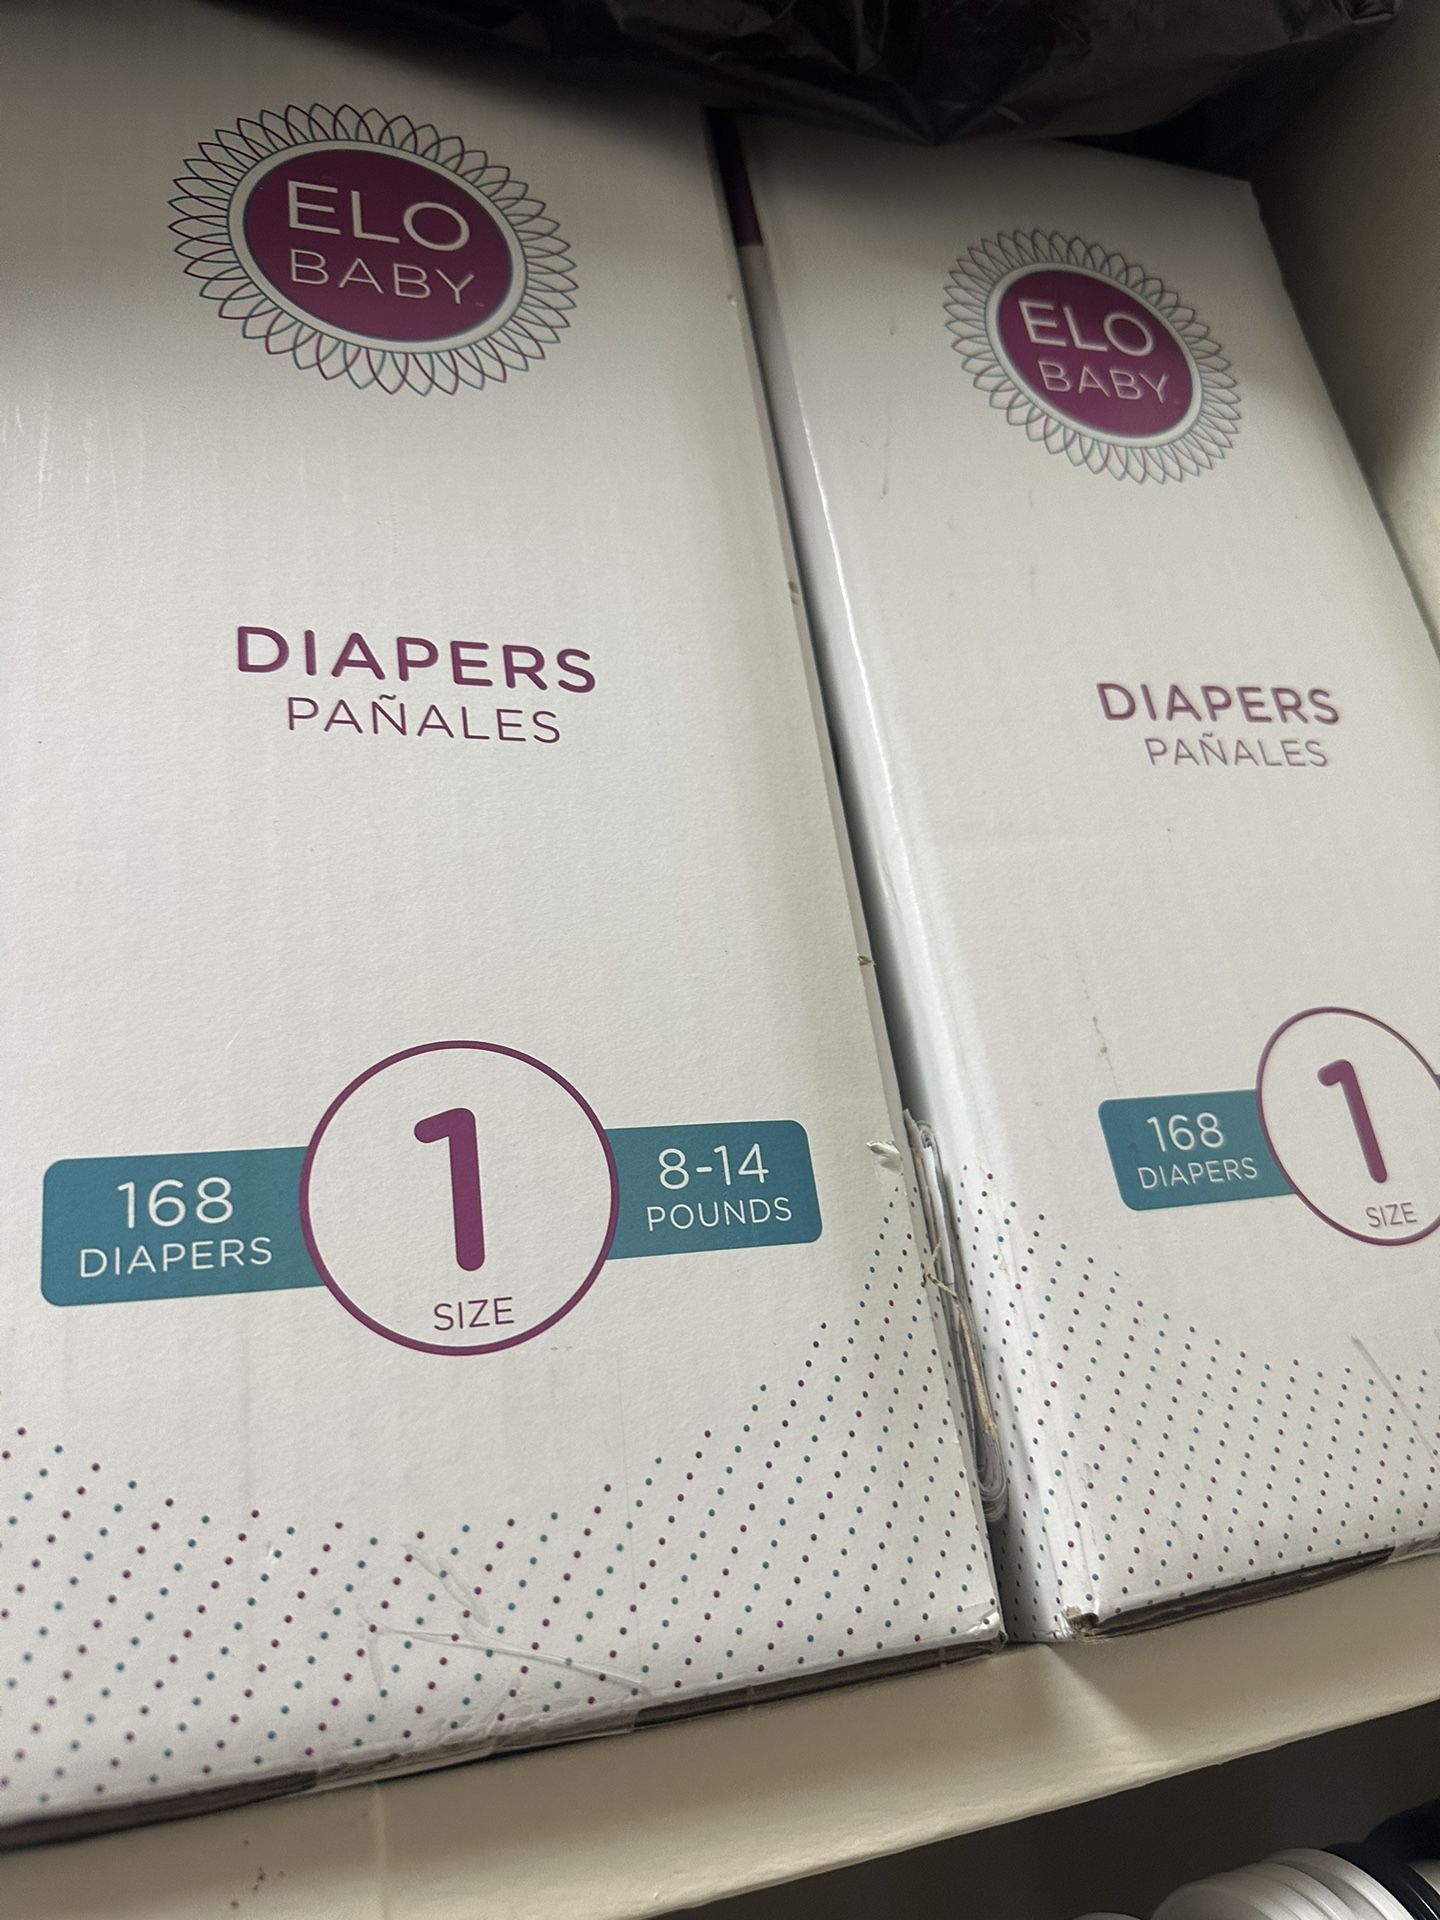 ELO
BABY
DIAPERS
PAÑALES
168
DIAPERS
1
SIZE
8-14
POUNDS
ELO
BABY
DIAPERS
PAÑALES
168
DIAPERS
1
SIZE